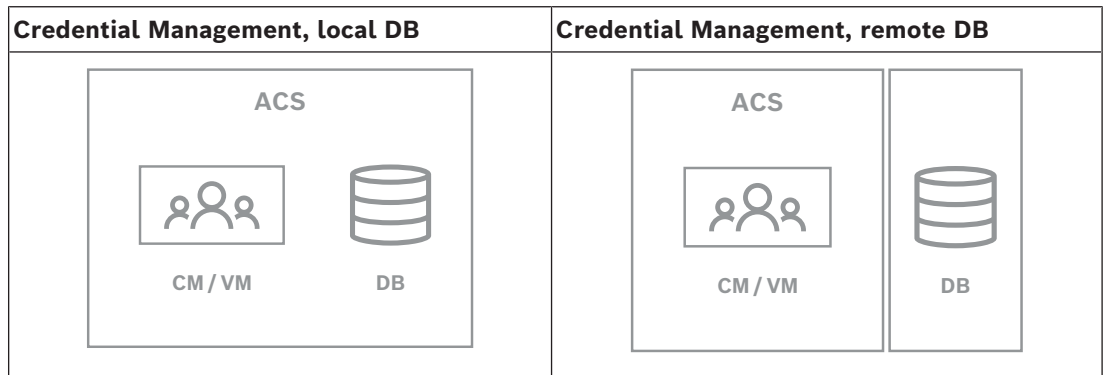 Credential Management, local DB
ACS
CM / VM
DB
Credential Management, remote DB
ACS
CM / VM
DB